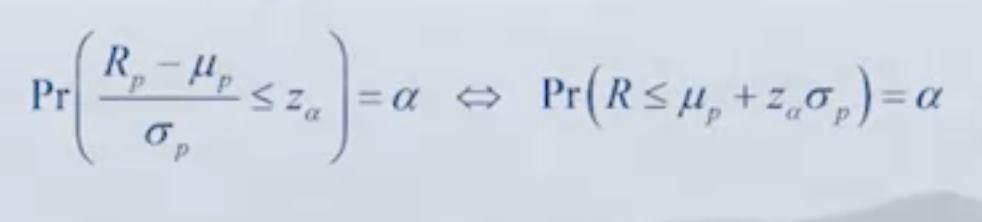 Pr( (R_p − μ_p) / σ_p ≤ z_α ) = α ⇔ Pr(R ≤ μ_p + z_α σ_p) = α